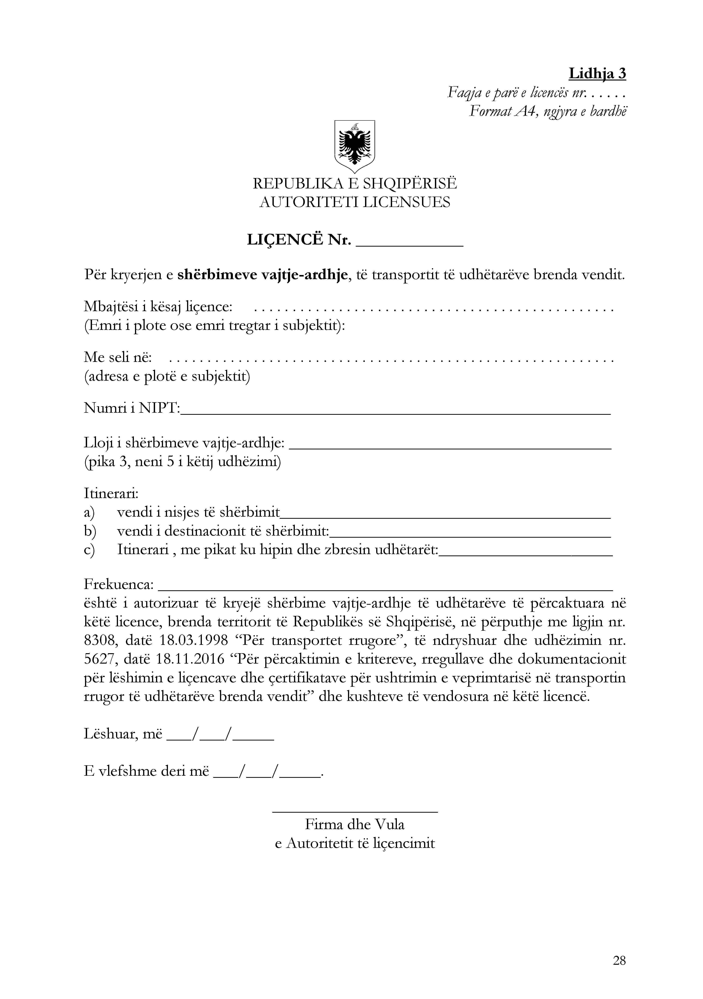 Lidhja 3
Faqja e parë e licencës nr. . . . . .
Format A4, ngjyra e bardhë
REPUBLIKA E SHQIPËRISË
AUTORITETI LICENSUES
LIÇENCË Nr. _____________
Për kryerjen e shërbimeve vajtje-ardhje, të transportit të udhëtarëve brenda vendit.
Mbajtësi i kësaj liçence: . . . . . . . . . . . . . . . . . . . . . . . . . . . . . . . . . . . . . . . . . . . . . . .
(Emri i plote ose emri tregtar i subjektit):
Me seli në: . . . . . . . . . . . . . . . . . . . . . . . . . . . . . . . . . . . . . . . . . . . . . . . . . . . . . . . . . .
(adresa e plotë e subjektit)
Numri i NIPT:____________________________________________________
Lloji i shërbimeve vajtje-ardhje: _______________________________________
(pika 3, neni 5 i këtij udhëzimi)
Itinerari:
a) vendi i nisjes të shërbimit________________________________________
b) vendi i destinacionit të shërbimit:__________________________________
c) Itinerari , me pikat ku hipin dhe zbresin udhëtarët:_____________________
Frekuenca: _______________________________________________________
është i autorizuar të kryejë shërbime vajtje-ardhje të udhëtarëve të përcaktuara në
këtë licence, brenda territorit të Republikës së Shqipërisë, në përputhje me ligjin nr.
8308, datë 18.03.1998 “Për transportet rrugore”, të ndryshuar dhe udhëzimin nr.
5627, datë 18.11.2016 “Për përcaktimin e kritereve, rregullave dhe dokumentacionit
për lëshimin e liçencave dhe çertifikatave për ushtrimin e veprimtarisë në transportin
rrugor të udhëtarëve brenda vendit” dhe kushteve të vendosura në këtë licencë.
Lëshuar, më ___/___/_____
E vlefshme deri më ___/___/_____.
____________________
Firma dhe Vula
e Autoritetit të liçencimit
28